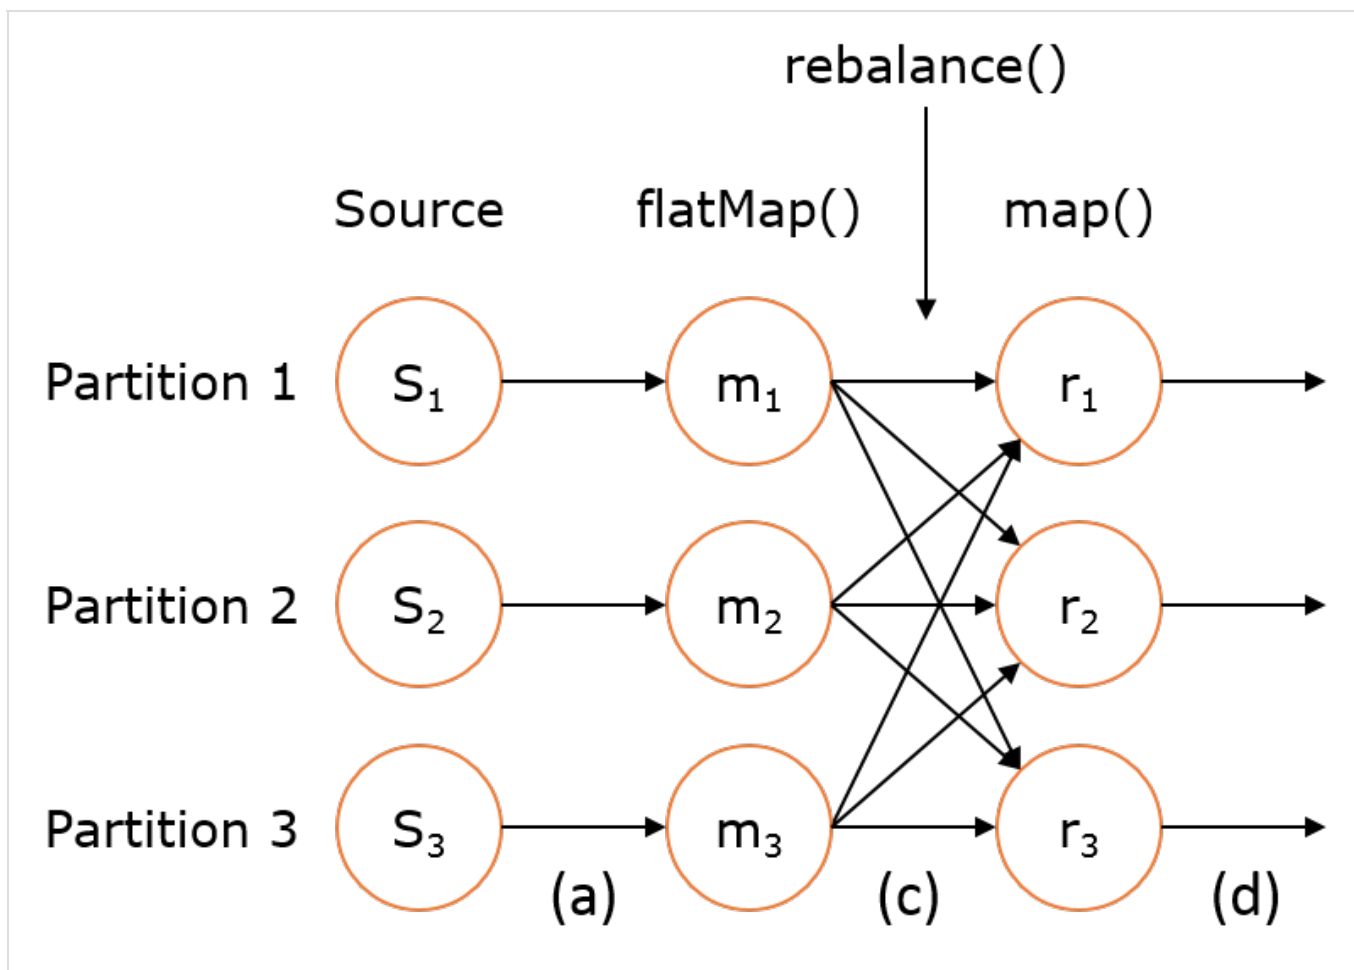 rebalance()
Source flatMap() map()
Partition 1 S₁ m₁ r₁
Partition 2 S₂ m₂ r₂
Partition 3 S₃ m₃ r₃
(a) (c) (d)